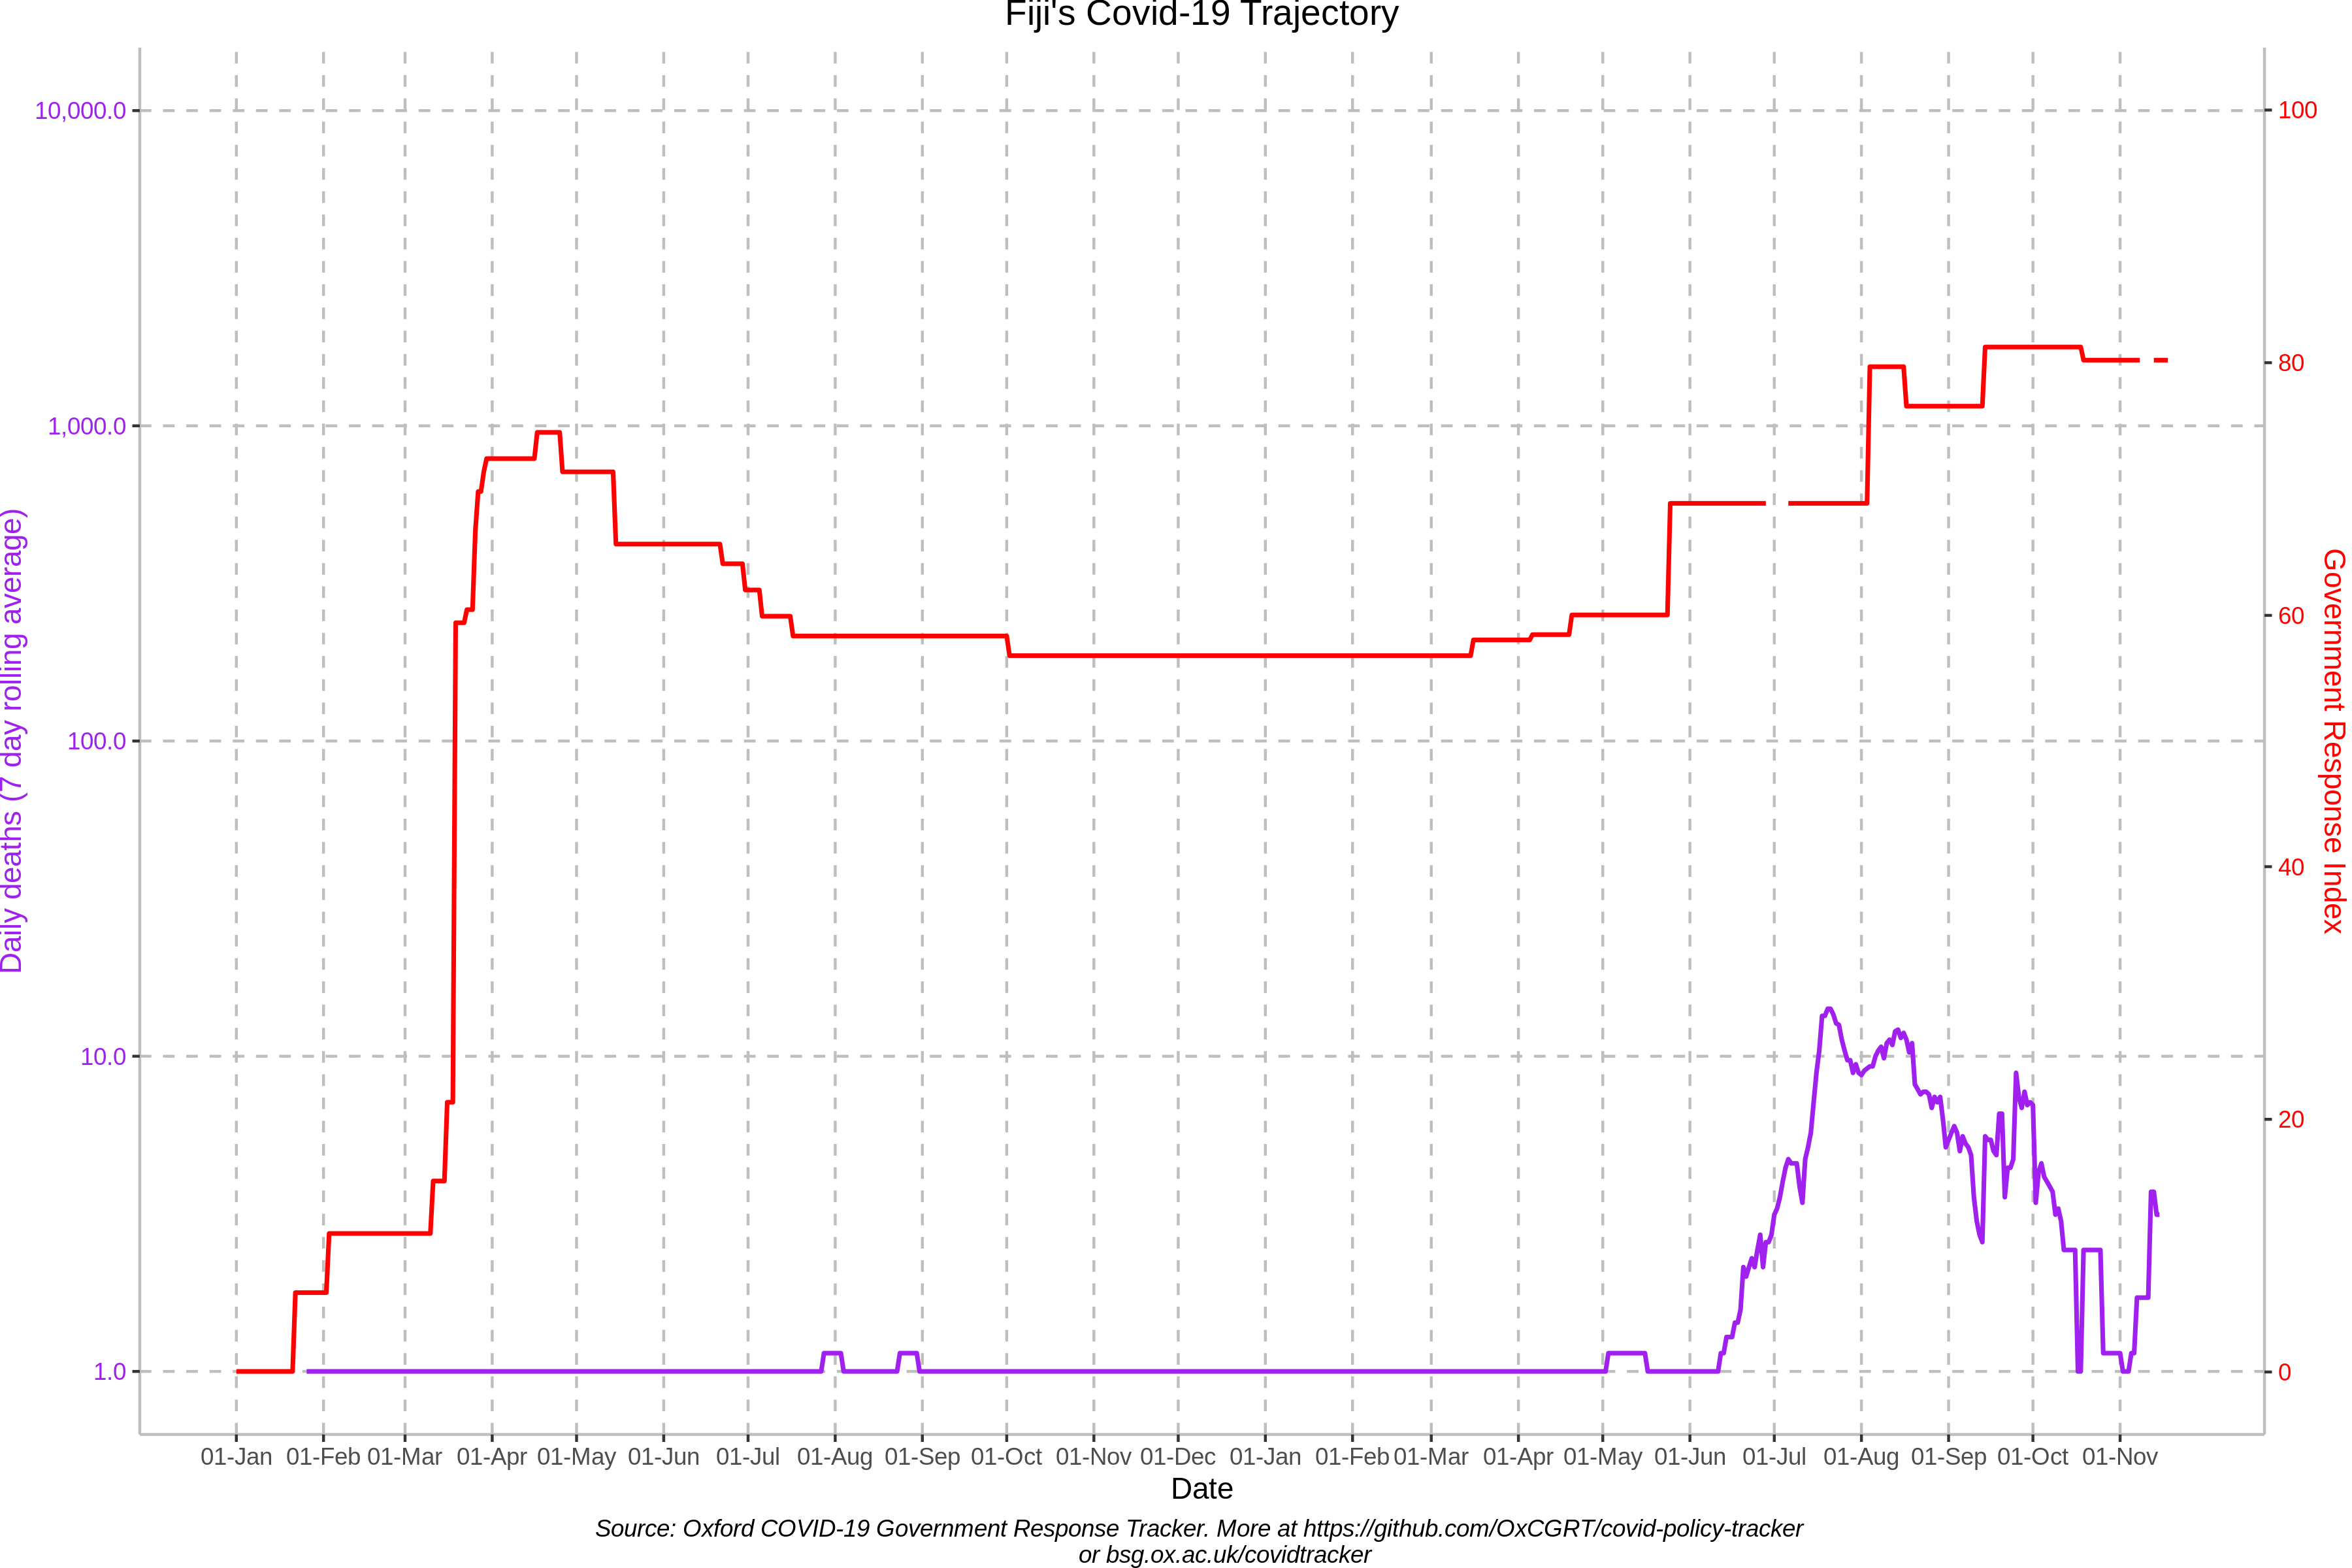 Fiji's Covid-19 Trajectory
10,000.0
1,000.0
100.0
10.0
1.0
Daily deaths (7 day rolling average)
100
80
60
40
20
0
Government Response Index
01-Jan 01-Feb 01-Mar 01-Apr 01-May 01-Jun 01-Jul 01-Aug 01-Sep 01-Oct 01-Nov 01-Dec 01-Jan 01-Feb 01-Mar 01-Apr 01-May 01-Jun 01-Jul 01-Aug 01-Sep 01-Oct 01-Nov
Date
Source: Oxford COVID-19 Government Response Tracker. More at https://github.com/OxCGRT/covid-policy-tracker
or bsg.ox.ac.uk/covidtracker